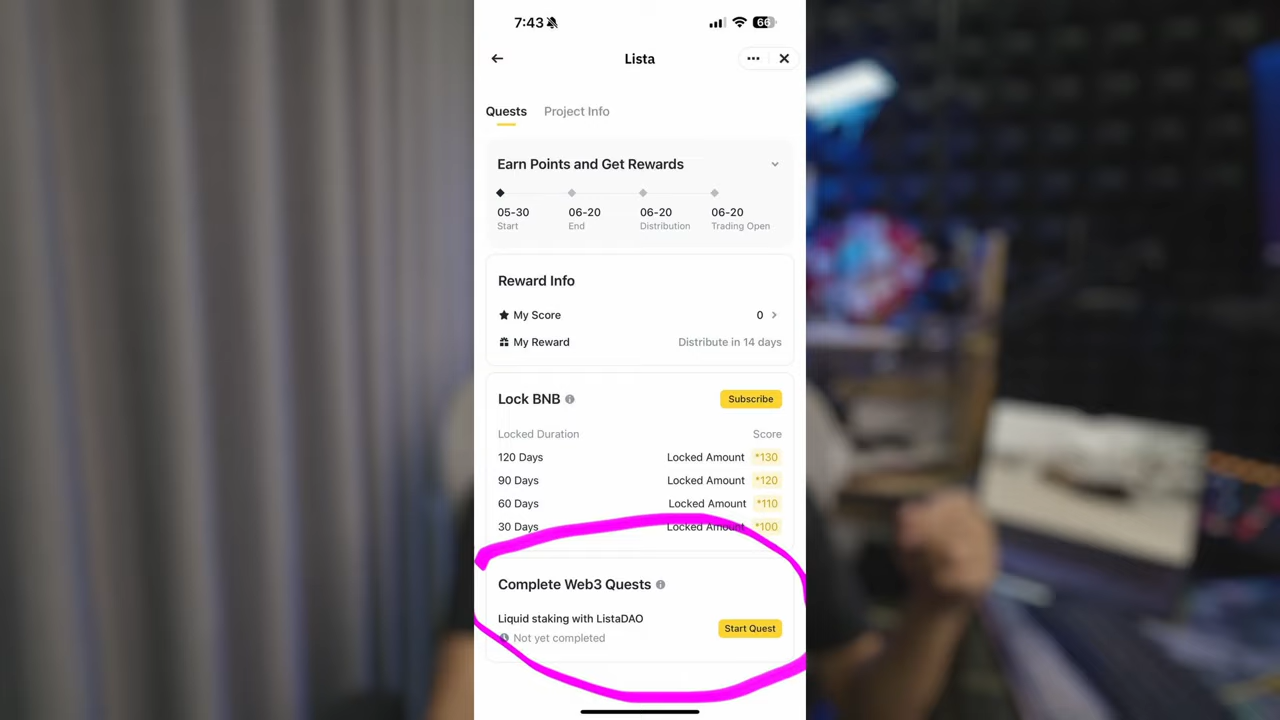 7:43 66
Lista
Quests Project Info
Earn Points and Get Rewards
05-30 06-20 06-20 06-20
Start End Distribution Trading Open
Reward Info
My Score 0
My Reward Distribute in 14 days
Lock BNB Subscribe
Locked Duration Score
120 Days Locked Amount *130
90 Days Locked Amount *120
60 Days Locked Amount *110
30 Days Locked Amount *100
Complete Web3 Quests
Liquid staking with ListaDAO
Not yet completed
Start Quest